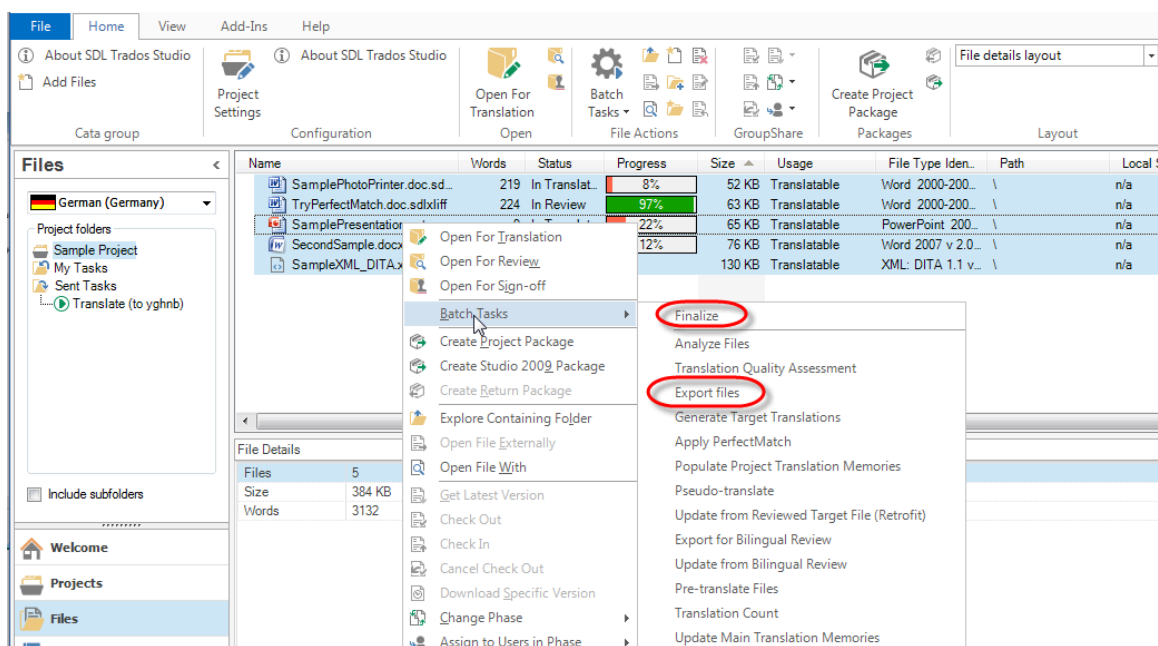 File Home View Add-Ins Help
About SDL Trados Studio
Add Files
Cata group
Project Settings
About SDL Trados Studio
Configuration
Open For Translation
Open
Batch Tasks
File Actions
GroupShare
Create Project Package
Packages
File details layout
Layout
Files
German (Germany)
Project folders
Sample Project
My Tasks
Sent Tasks
Translate (to yghnb)
Include subfolders
Welcome
Projects
Files
Name Words Status Progress Size Usage File Type Iden... Path Local
SamplePhotoPrinter.doc.sd... 219 In Translat... 8% 52 KB Translatable Word 2000-200... \ n/a
TryPerfectMatch.doc.sdlxliff 224 In Review 97% 63 KB Translatable Word 2000-200... \ n/a
SamplePresentation 22% 65 KB Translatable PowerPoint 200... \ n/a
SecondSample.docx 12% 76 KB Translatable Word 2007 v 2.0... \ n/a
SampleXML_DITA.x 130 KB Translatable XML: DITA 1.1 v... \ n/a
File Details
Files 5
Size 384 KB
Words 3132
Open For Translation
Open For Review
Open For Sign-off
Batch Tasks
Create Project Package
Create Studio 2009 Package
Create Return Package
Explore Containing Folder
Open File Externally
Open File With
Get Latest Version
Check Out
Check In
Cancel Check Out
Download Specific Version
Change Phase
Assign to Users in Phase
Finalize
Analyze Files
Translation Quality Assessment
Export files
Generate Target Translations
Apply PerfectMatch
Populate Project Translation Memories
Pseudo-translate
Update from Reviewed Target File (Retrofit)
Export for Bilingual Review
Update from Bilingual Review
Pre-translate Files
Translation Count
Update Main Translation Memories